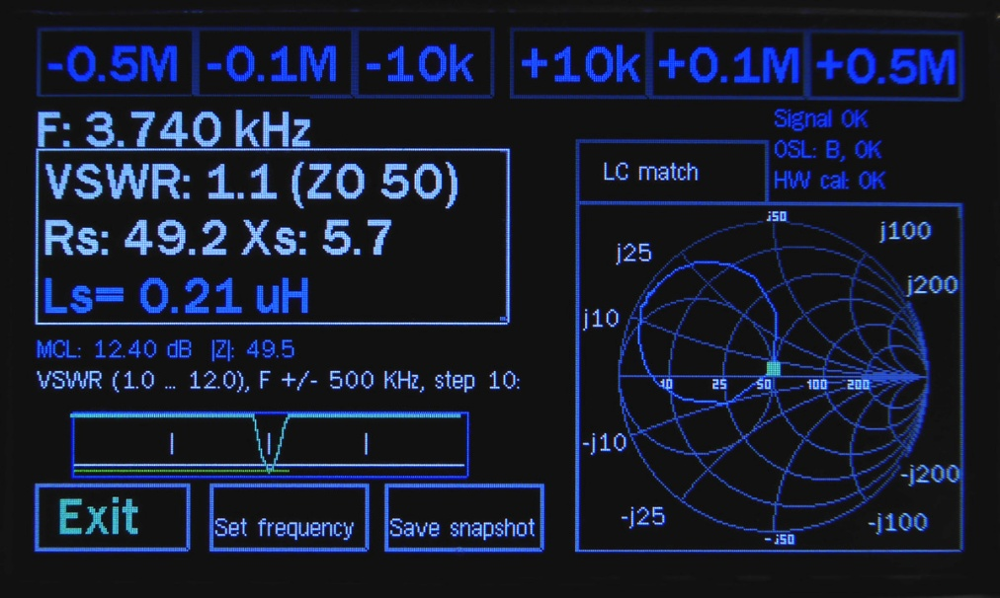 -0.5M -0.1M -10k +10k +0.1M +0.5M
F: 3.740 kHz
Signal OK
OSL: B, OK
HW cal: OK
VSWR: 1.1 (Z0 50)
Rs: 49.2 Xs: 5.7
Ls= 0.21 uH
LC match
MCL: 12.40 dB |Z|: 49.5
VSWR (1.0 ... 12.0), F +/- 500 KHz, step 10:
j50
j25 j100
j200
j10
10 25 50 100 200
-j10
-j200
-j25 -j100
-j50
Exit Set frequency Save snapshot